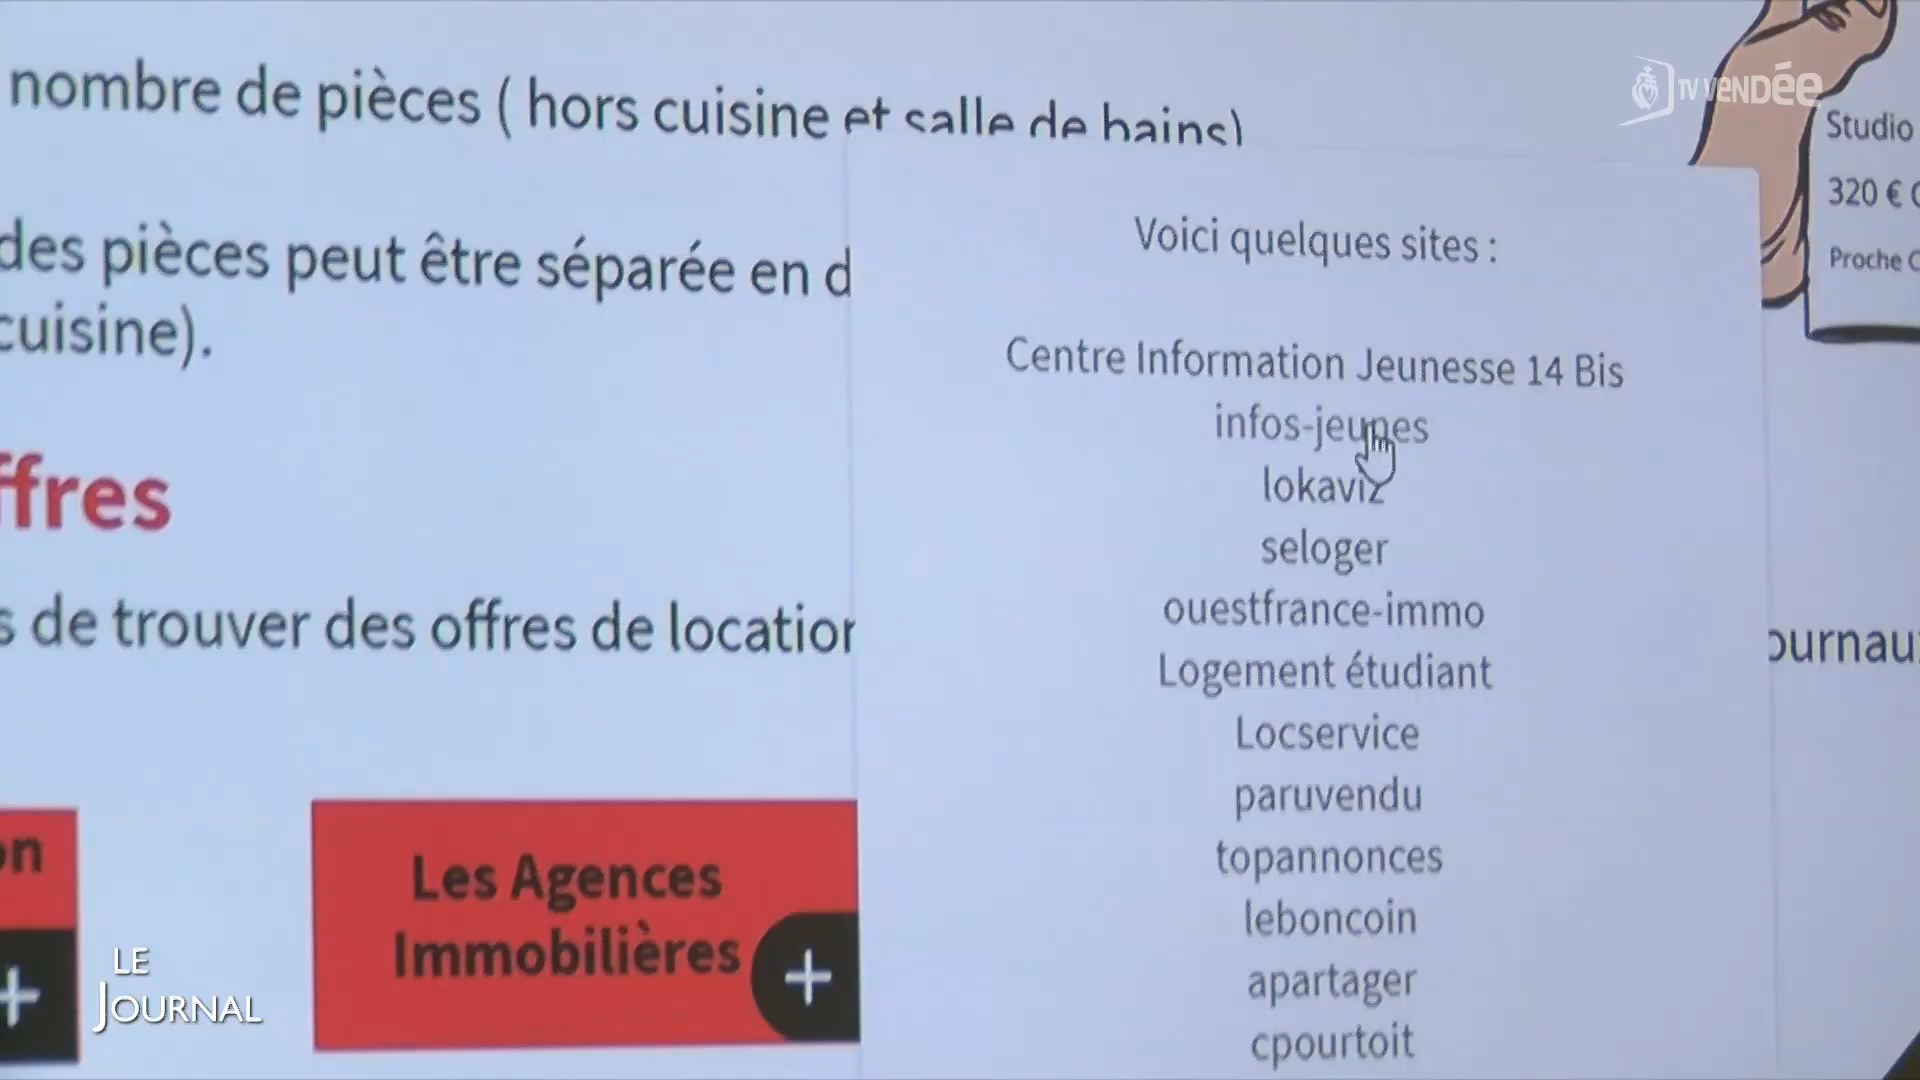 nombre de pièces ( hors cuisine et salle de bains)
des pièces peut être séparée en d
cuisine).
ffres
s de trouver des offres de location
ournaux
on
+
Les Agences
Immobilières
+
Voici quelques sites :
Centre Information Jeunesse 14 Bis
infos-jeunes
lokaviz
seloger
ouestfrance-immo
Logement étudiant
Locservice
paruvendu
topannonces
leboncoin
apartager
cpourtoit
Studio
320 € C
Proche C
TV VENDÉE
LE
JOURNAL